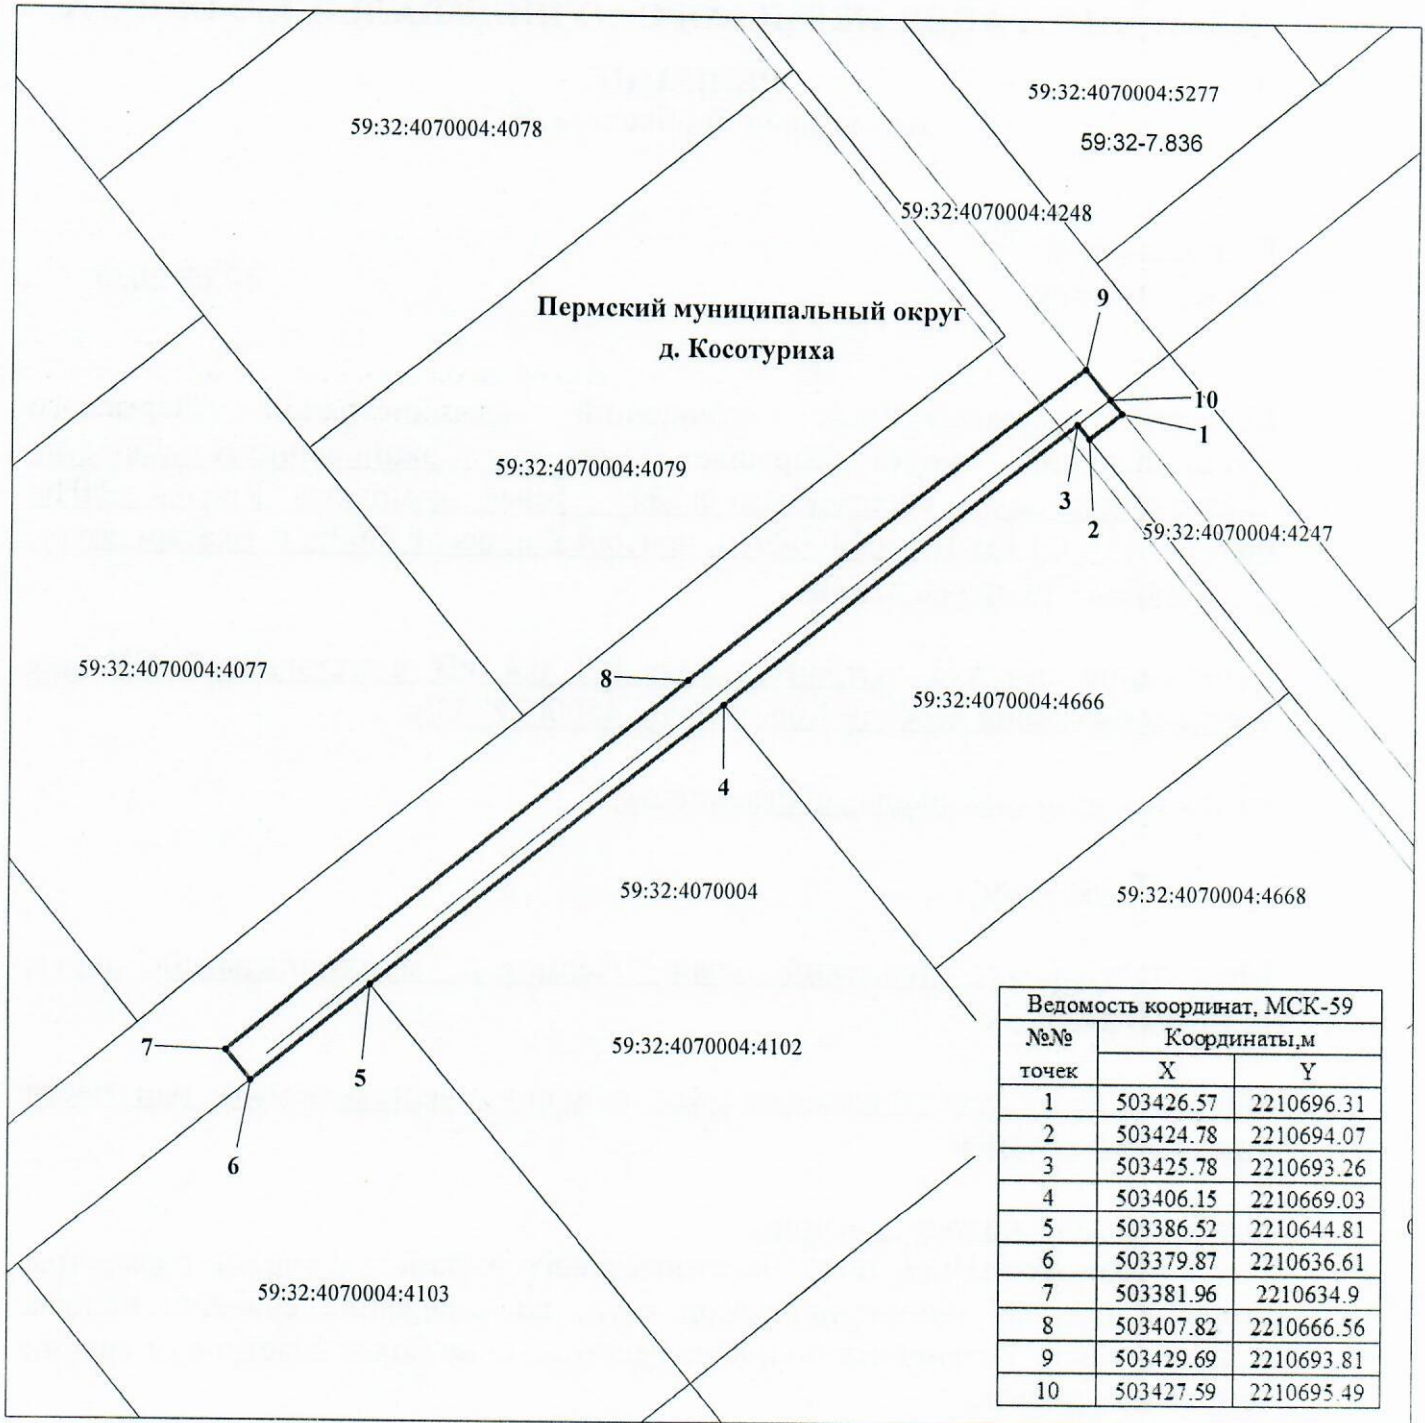 59:32:4070004:5277
59:32-7.836
59:32:4070004:4078
59:32:4070004:4248
Пермский муниципальный округ
д. Косотуриха
9
10
1
59:32:4070004:4079
3
2
59:32:4070004:4247
59:32:4070004:4077
8
59:32:4070004:4666
4
59:32:4070004
59:32:4070004:4668
7
5
59:32:4070004:4102
6
59:32:4070004:4103
Ведомость координат, МСК-59
№№ точек Координаты,м
X Y
1 503426.57 2210696.31
2 503424.78 2210694.07
3 503425.78 2210693.26
4 503406.15 2210669.03
5 503386.52 2210644.81
6 503379.87 2210636.61
7 503381.96 2210634.9
8 503407.82 2210666.56
9 503429.69 2210693.81
10 503427.59 2210695.49